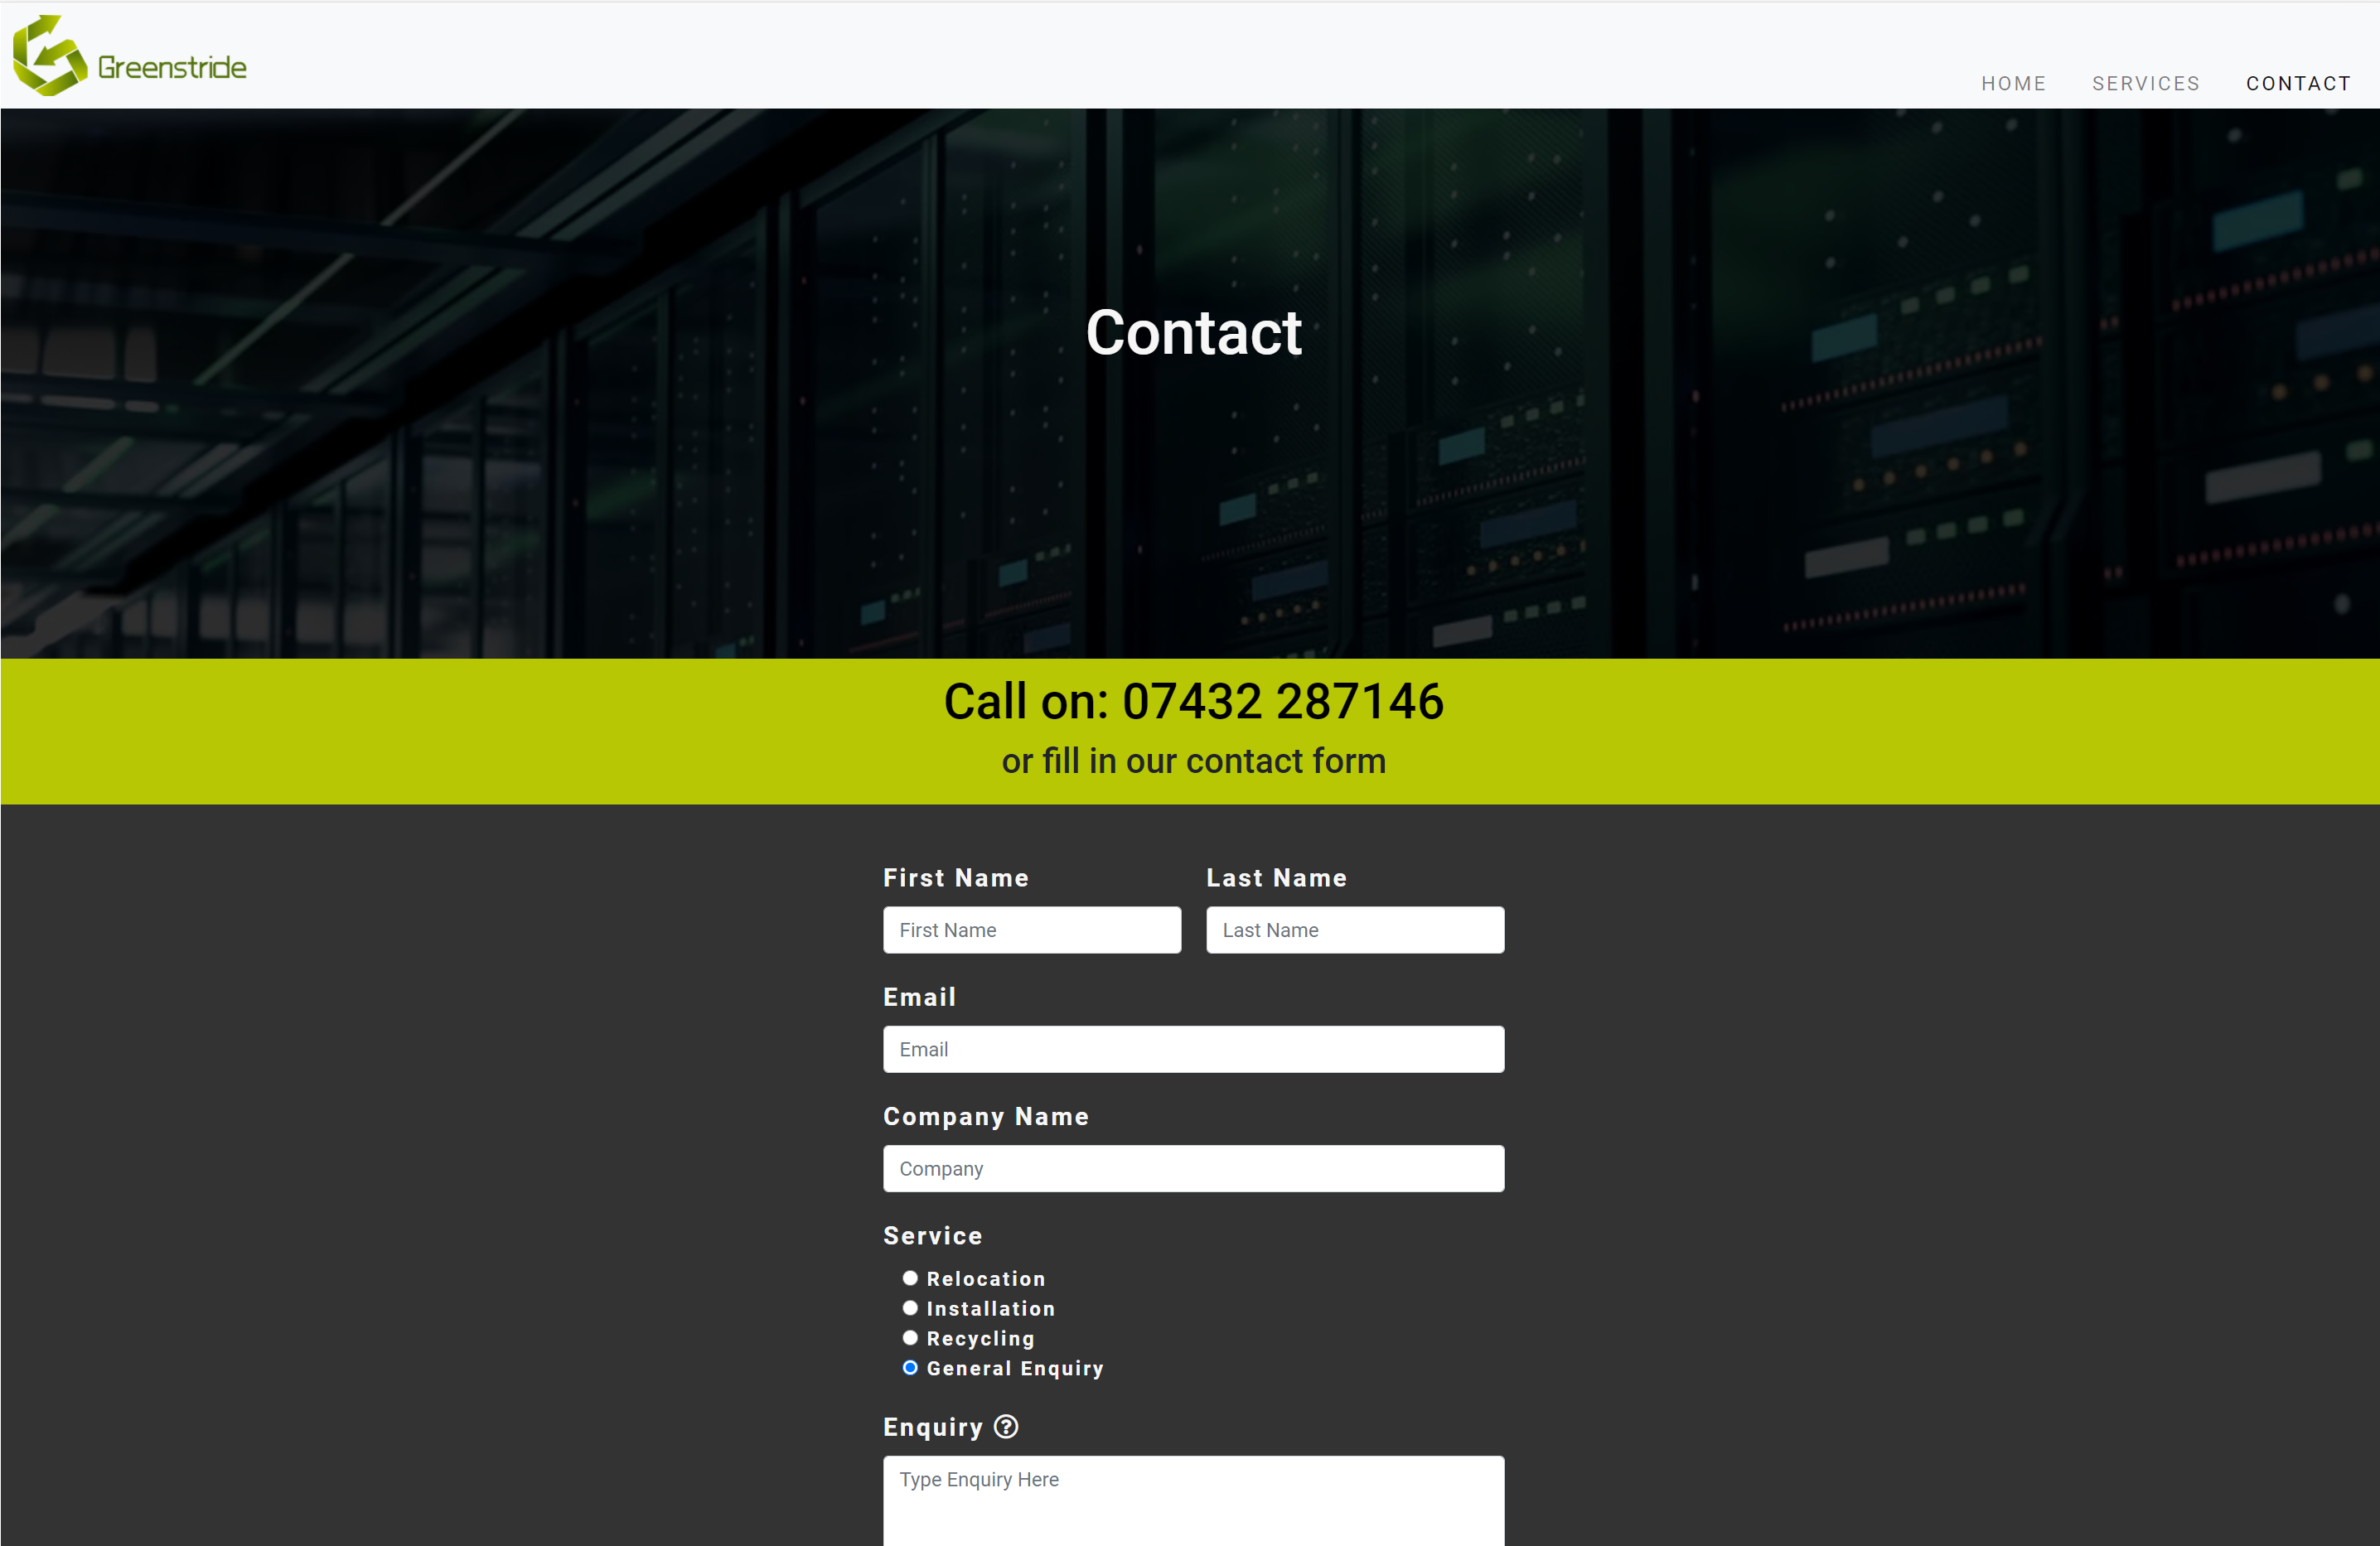 Greenstride
HOME SERVICES CONTACT
Contact
Call on: 07432 287146
or fill in our contact form
First Name Last Name
First Name Last Name
Email
Email
Company Name
Company
Service
Relocation
Installation
Recycling
General Enquiry
Enquiry
Type Enquiry Here